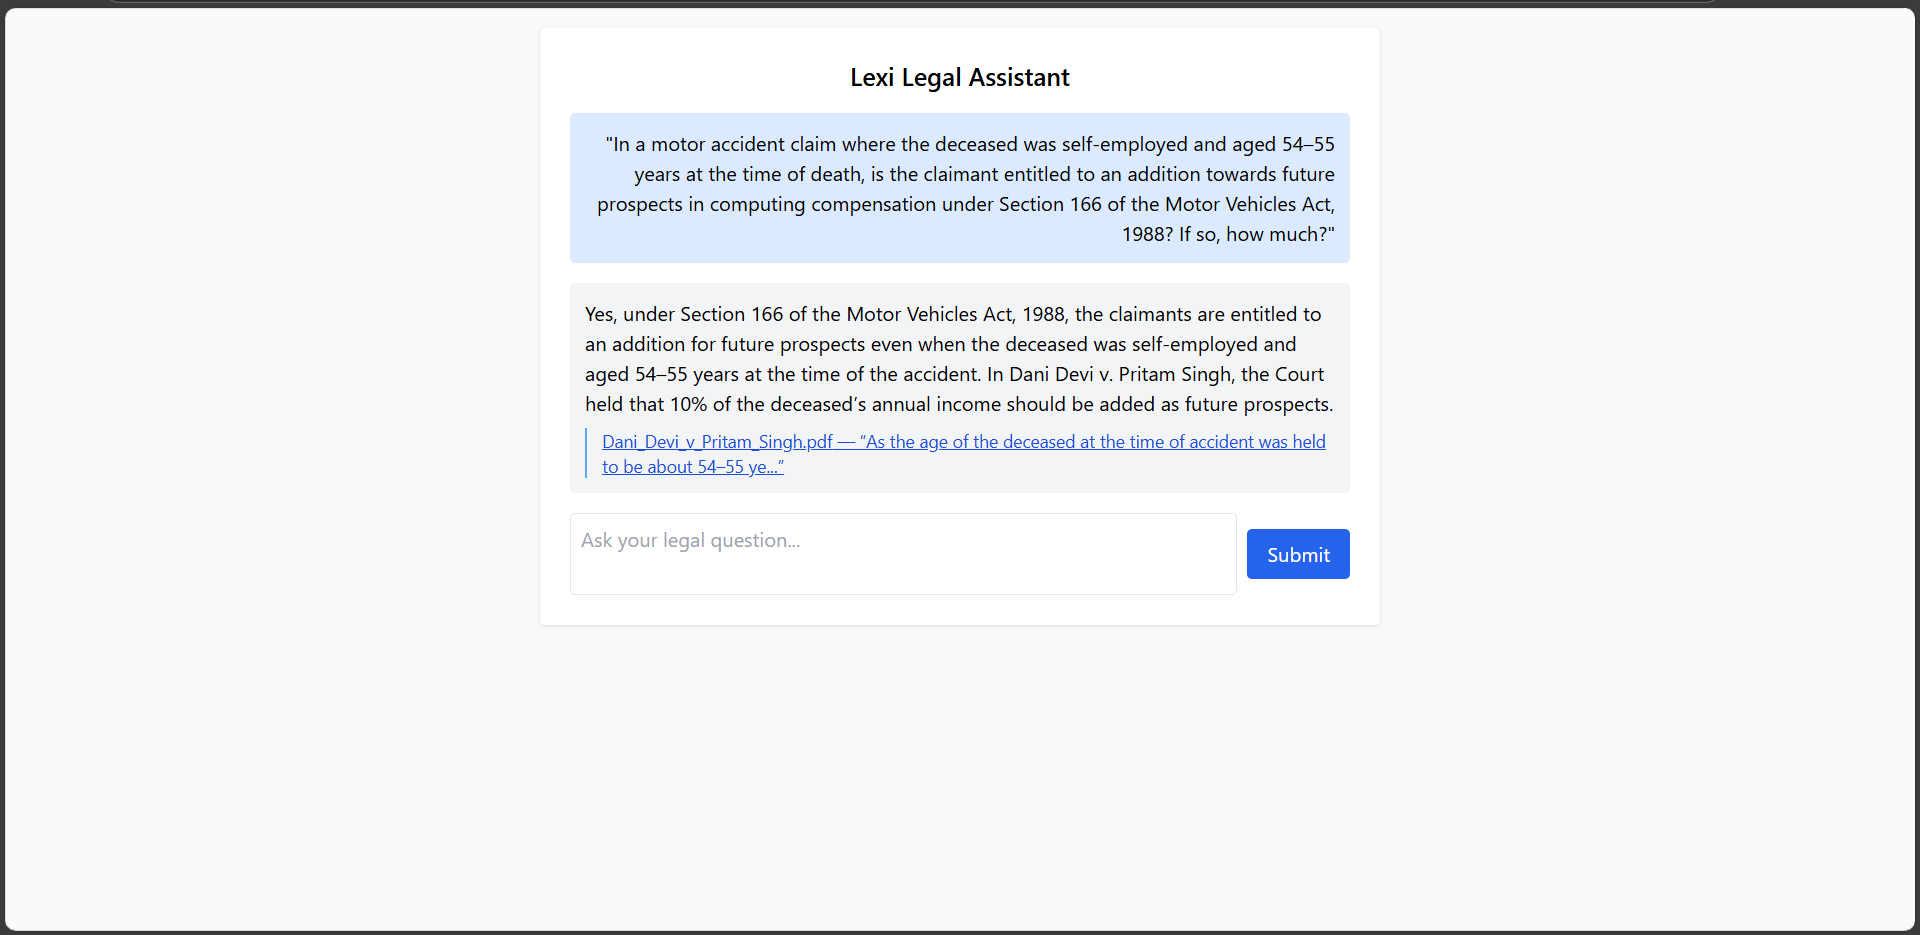 Lexi Legal Assistant
"In a motor accident claim where the deceased was self-employed and aged 54–55
years at the time of death, is the claimant entitled to an addition towards future
prospects in computing compensation under Section 166 of the Motor Vehicles Act,
1988? If so, how much?"
Yes, under Section 166 of the Motor Vehicles Act, 1988, the claimants are entitled to
an addition for future prospects even when the deceased was self-employed and
aged 54–55 years at the time of the accident. In Dani Devi v. Pritam Singh, the Court
held that 10% of the deceased’s annual income should be added as future prospects.
Dani_Devi_v_Pritam_Singh.pdf — “As the age of the deceased at the time of accident was held
to be about 54–55 ye...”
Ask your legal question...
Submit